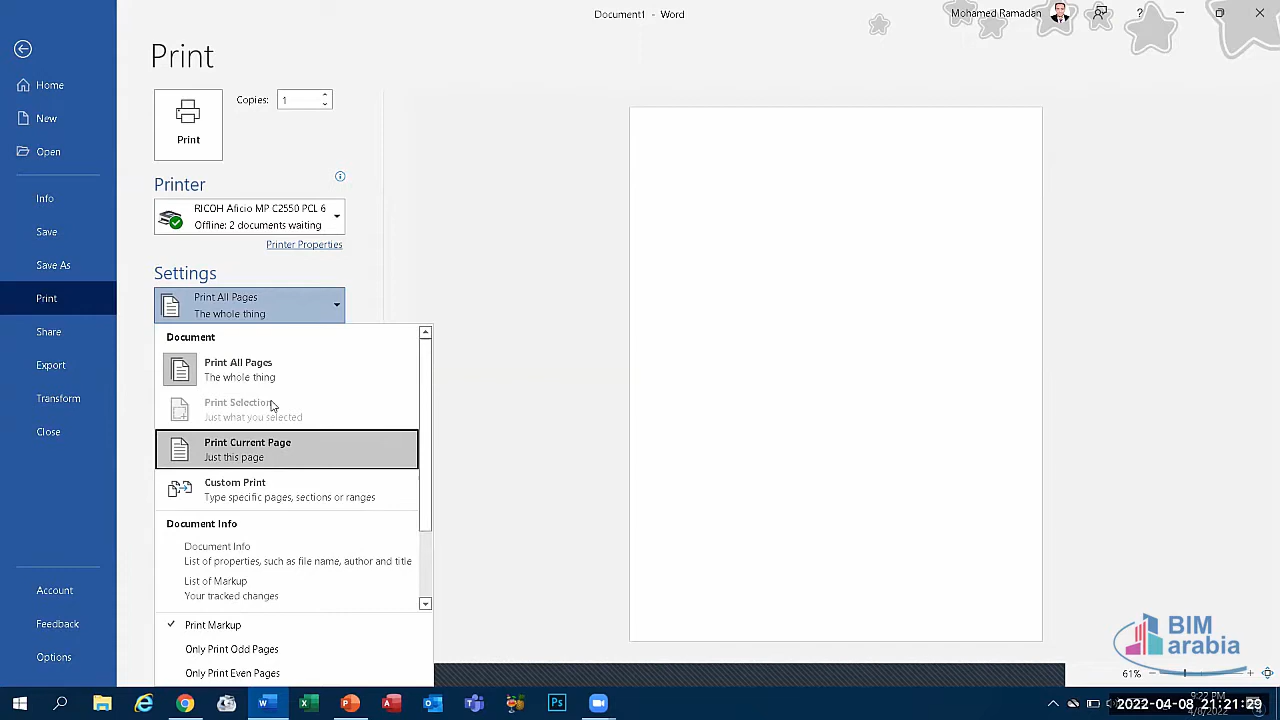 Document1 - Word
Mohamed Ramadan
?
Print
Home
New
Open
Info
Save
Save As
Print
Share
Export
Transform
Close
Account
Feedback
Options
Print
Copies: 1
Printer
RICOH Aficio MP C2550 PCL 6
Offline: 2 documents waiting
Printer Properties
Settings
Print All Pages
The whole thing
Document
Print All Pages
The whole thing
Print Selection
Just what you selected
Print Current Page
Just this page
Custom Print
Type specific pages, sections or ranges
Document Info
Document Info
List of properties, such as file name, author and title
List of Markup
Your tracked changes
Print Markup
Only Print Odd Pages
Only Print Even Pages
BIM
arabia
61%
Ps
9:22 PM
2022-04-08 21:21:29